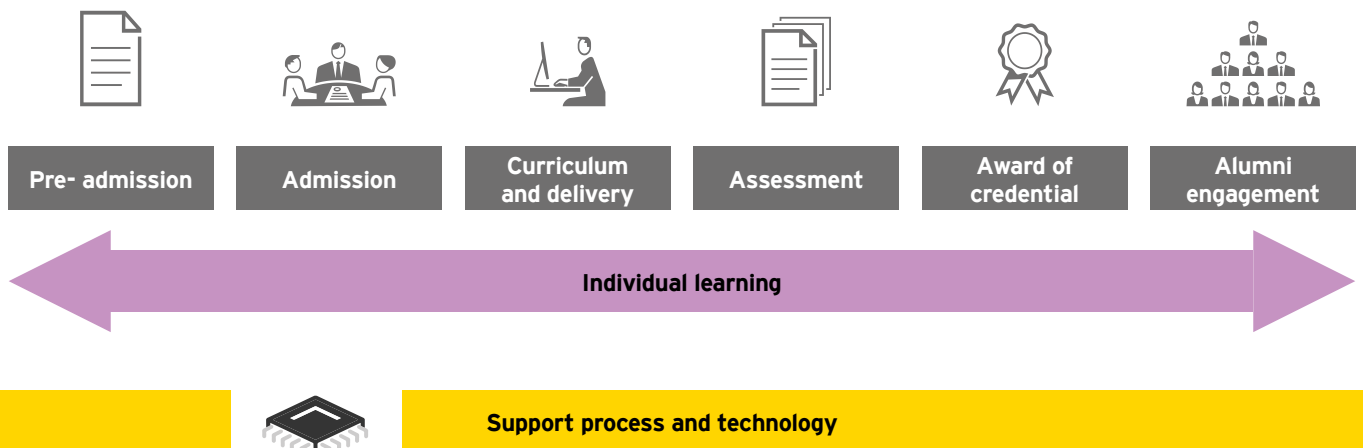 Pre- admission
Admission
Curriculum
and delivery
Assessment
Award of
credential
Alumni
engagement
Individual learning
Support process and technology